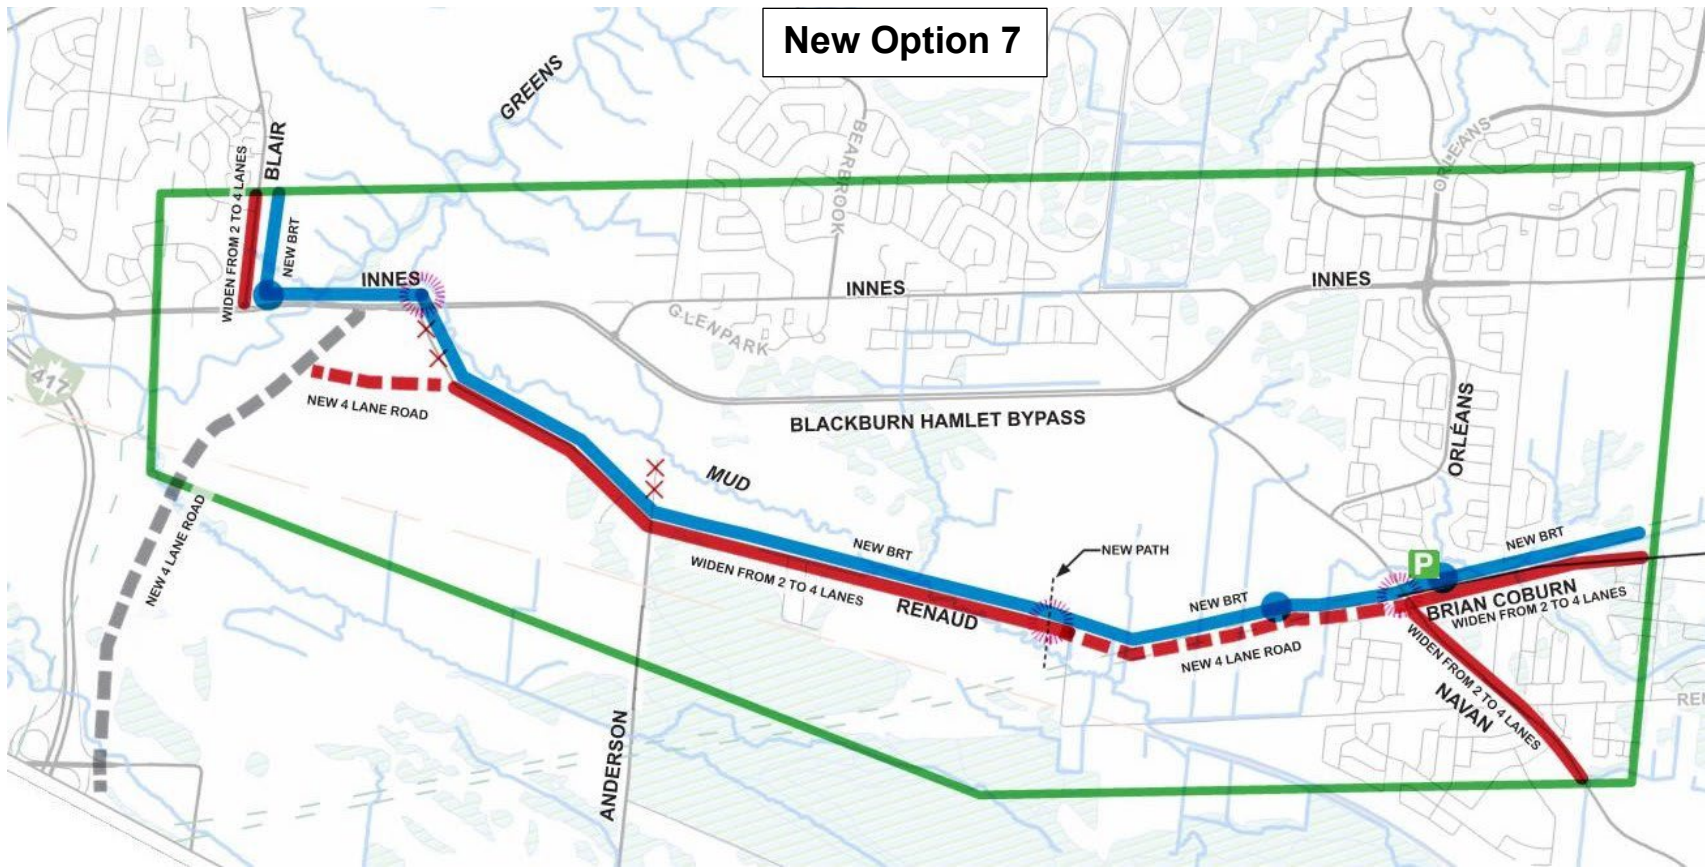 New Option 7
GREENS
BLAIR
WIDEN FROM 2 TO 4 LANES
NEW BRT
BEARBROOK
ORLEANS
INNES
INNES
INNES
GLENPARK
417
NEW 4 LANE ROAD
BLACKBURN HAMLET BYPASS
ORLÉANS
MUD
NEW 4 LANE ROAD
NEW BRT
NEW PATH
NEW BRT
P
WIDEN FROM 2 TO 4 LANES
RENAUD
NEW BRT
BRIAN COBURN
WIDEN FROM 2 TO 4 LANES
NEW 4 LANE ROAD
WIDEN FROM 2 TO 4 LANES
NAVAN
ANDERSON